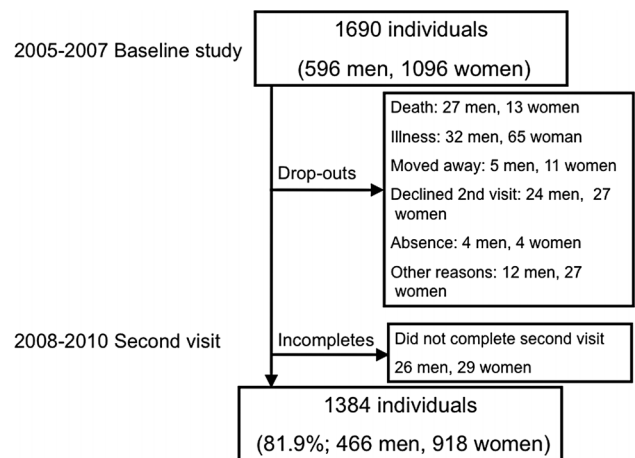 1690 individuals
2005-2007 Baseline study
(596 men, 1096 women)
Death: 27 men, 13 women
Illness: 32 men, 65 woman
Moved away: 5 men, 11 women
Drop-outs
Declined 2nd visit: 24 men, 27
women
Absence: 4 men, 4 women
Other reasons: 12 men, 27
women
2008-2010 Second visit
Incompletes
Did not complete second visit
26 men, 29 women
1384 individuals
(81.9%; 466 men, 918 women)